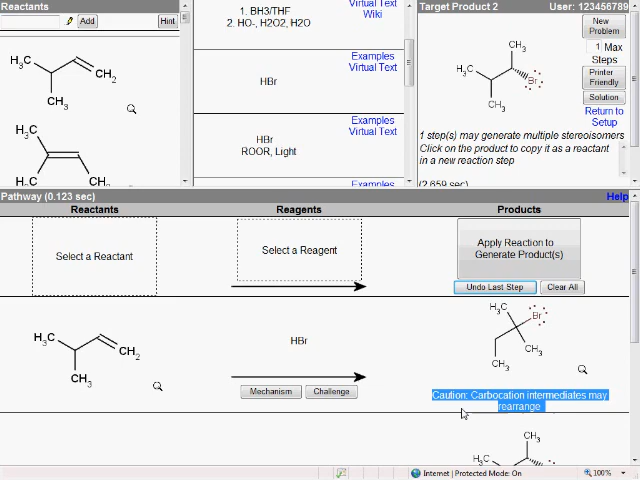 Reactants
Add
Hint
H3C
CH2
CH3
H3C
H3C
CH3
1. BH3/THF
2. HO-, H2O2, H2O
Virtual Text
Wiki
HBr
Examples
Virtual Text
HBr
ROOR, Light
Examples
Virtual Text
Examples
Target Product 2
User: 123456789
New
Problem
1 Max
Steps
Printer
Friendly
Solution
Return to
Setup
CH3
H3C
Br
CH3
1 step(s) may generate multiple stereoisomers
Click on the product to copy it as a reactant
in a new reaction step
(2.659 sec)
Pathway (0.123 sec)
Help
Reactants
Reagents
Products
Select a Reactant
Select a Reagent
Apply Reaction to
Generate Product(s)
Undo Last Step
Clear All
H3C
CH2
CH3
HBr
Mechanism
Challenge
H3C
Br
CH3
CH3
Caution: Carbocation intermediates may
rearrange
CH3
H3C
Internet | Protected Mode: On
100%